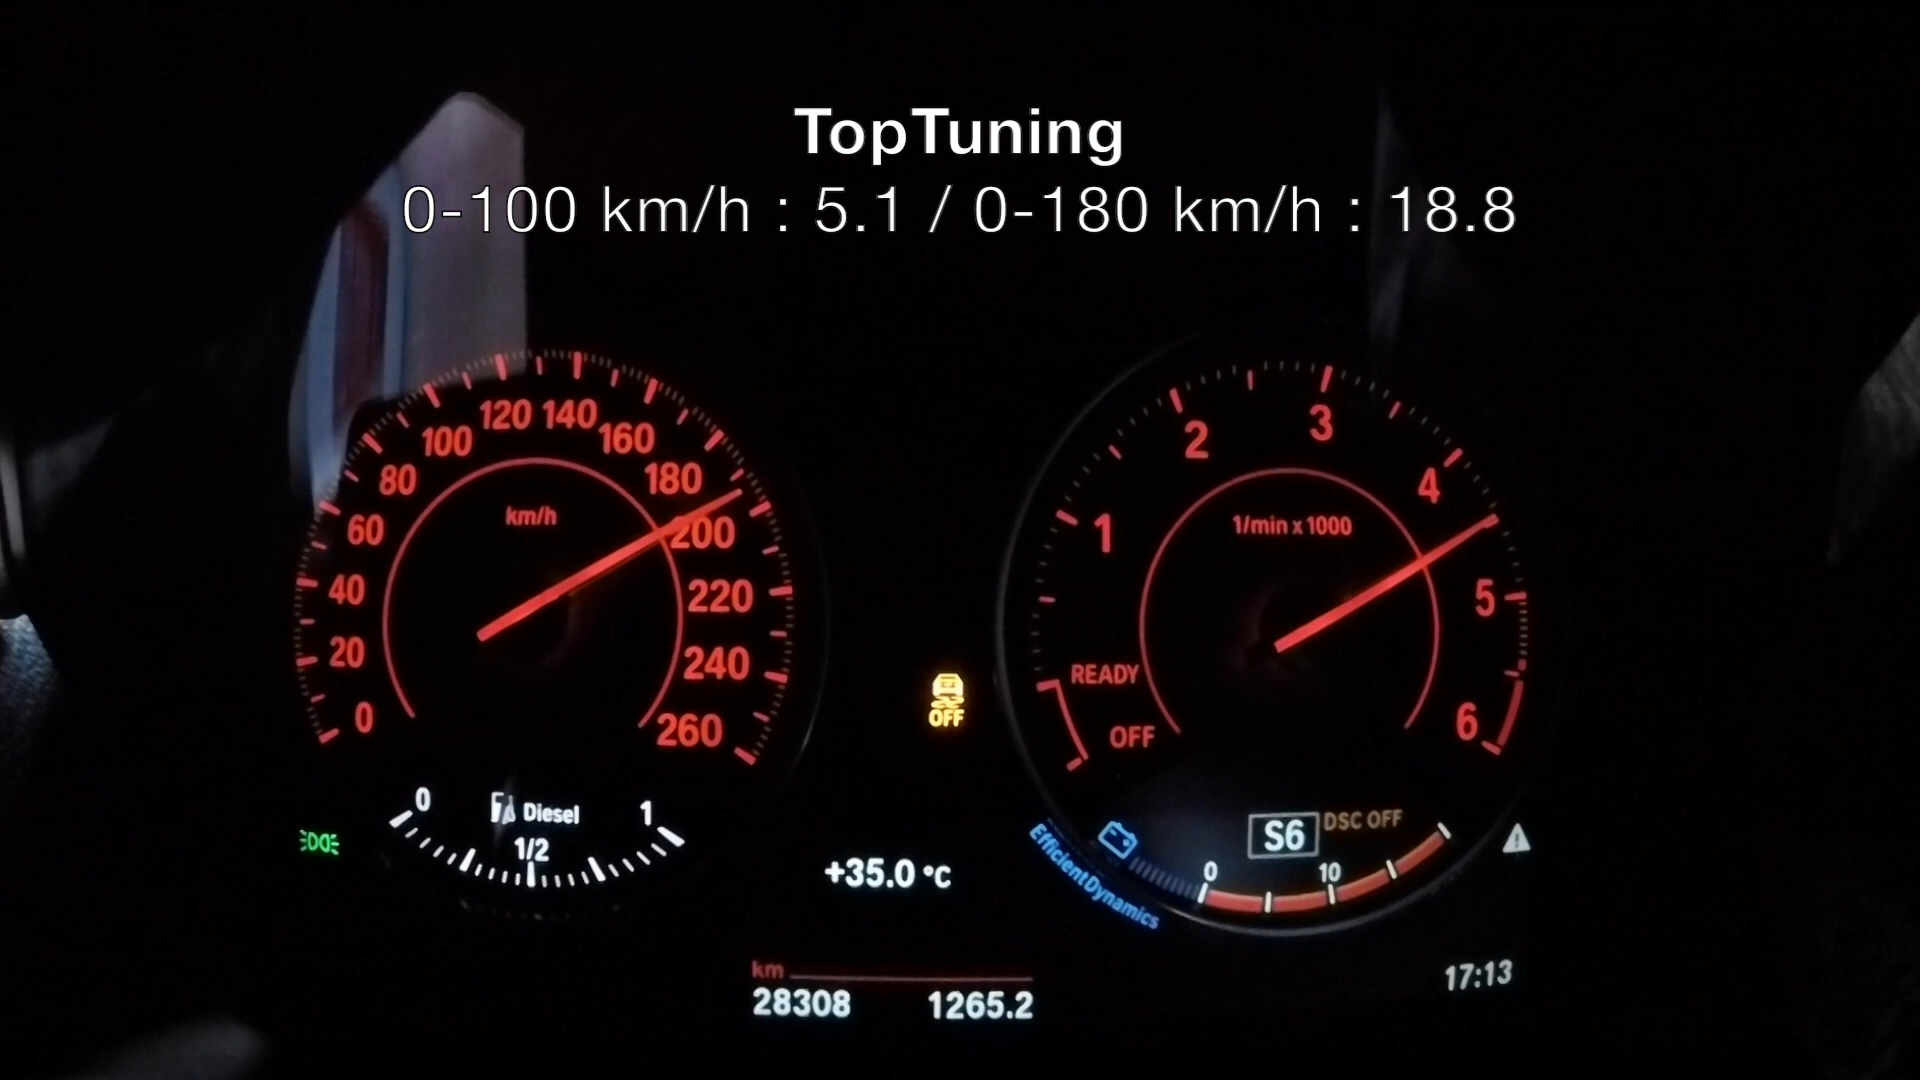 TopTuning
0-100 km/h : 5.1 / 0-180 km/h : 18.8
0 20 40 60 80 100 120 140 160 180 200 220 240 260
km/h
OFF READY 1 2 3 4 5 6
1/min x 1000
OFF
0 Diesel 1
1/2
S6 DSC OFF
0 10
+35.0 °C
EfficientDynamics
km
28308 1265.2
17:13